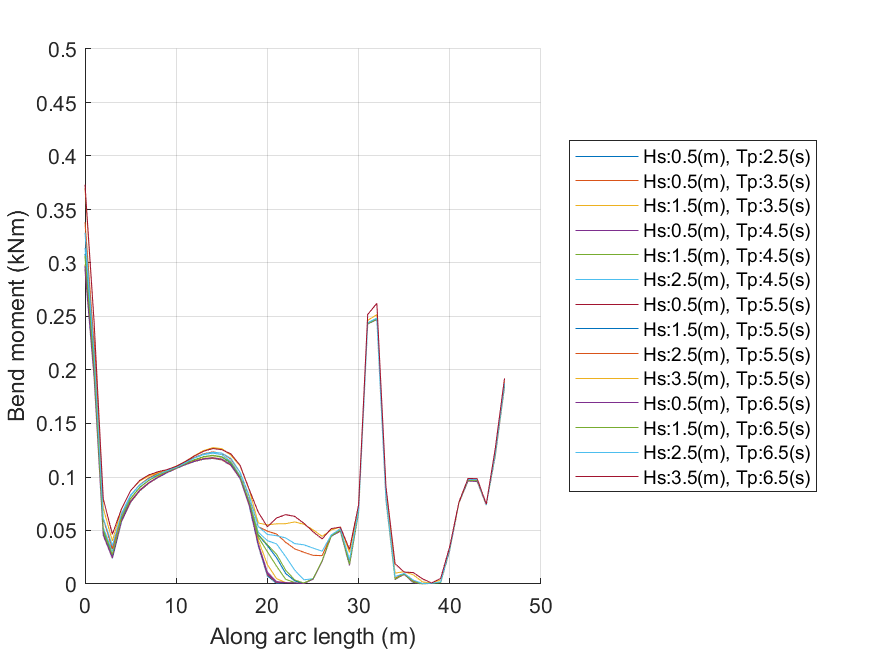 0.5
0.45
0.4
0.35
0.3
0.25
0.2
0.15
0.1
0.05
0
Bend moment (kNm)
0 10 20 30 40 50
Along arc length (m)
Hs:0.5(m), Tp:2.5(s)
Hs:0.5(m), Tp:3.5(s)
Hs:1.5(m), Tp:3.5(s)
Hs:0.5(m), Tp:4.5(s)
Hs:1.5(m), Tp:4.5(s)
Hs:2.5(m), Tp:4.5(s)
Hs:0.5(m), Tp:5.5(s)
Hs:1.5(m), Tp:5.5(s)
Hs:2.5(m), Tp:5.5(s)
Hs:3.5(m), Tp:5.5(s)
Hs:0.5(m), Tp:6.5(s)
Hs:1.5(m), Tp:6.5(s)
Hs:2.5(m), Tp:6.5(s)
Hs:3.5(m), Tp:6.5(s)